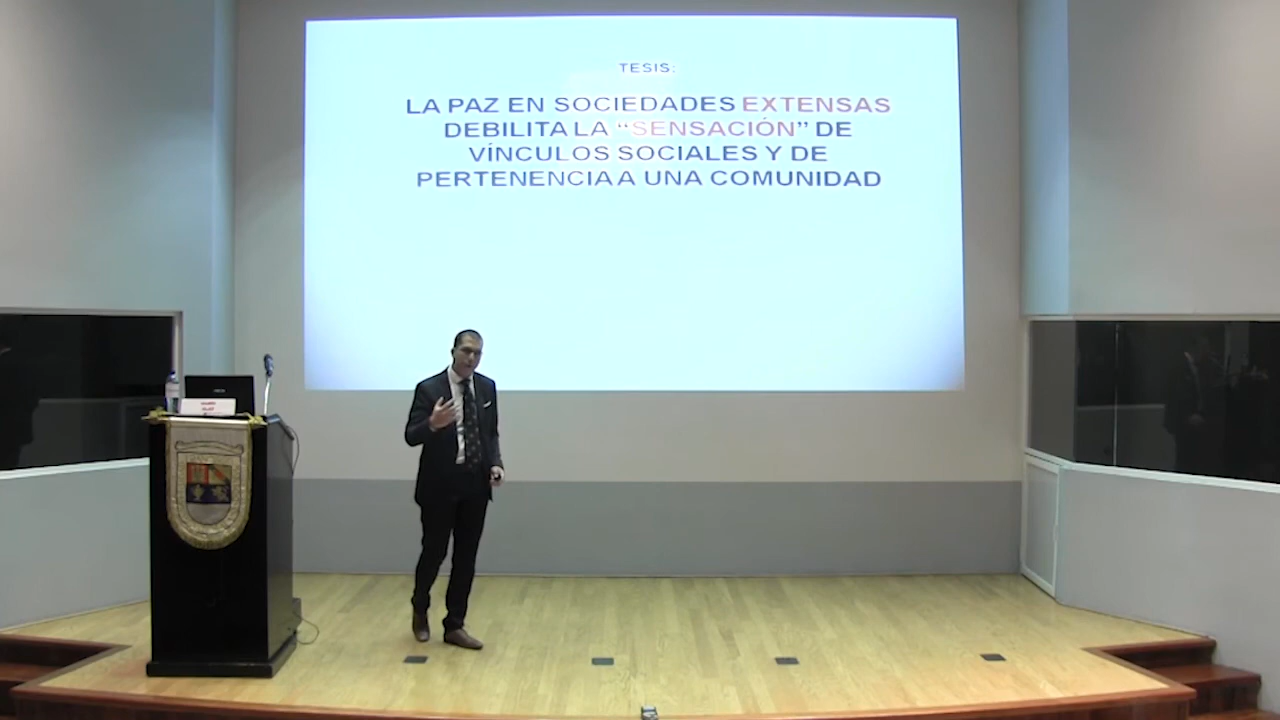 TESIS:
LA PAZ EN SOCIEDADES EXTENSAS
DEBILITA LA “SENSACIÓN” DE
VÍNCULOS SOCIALES Y DE
PERTENENCIA A UNA COMUNIDAD